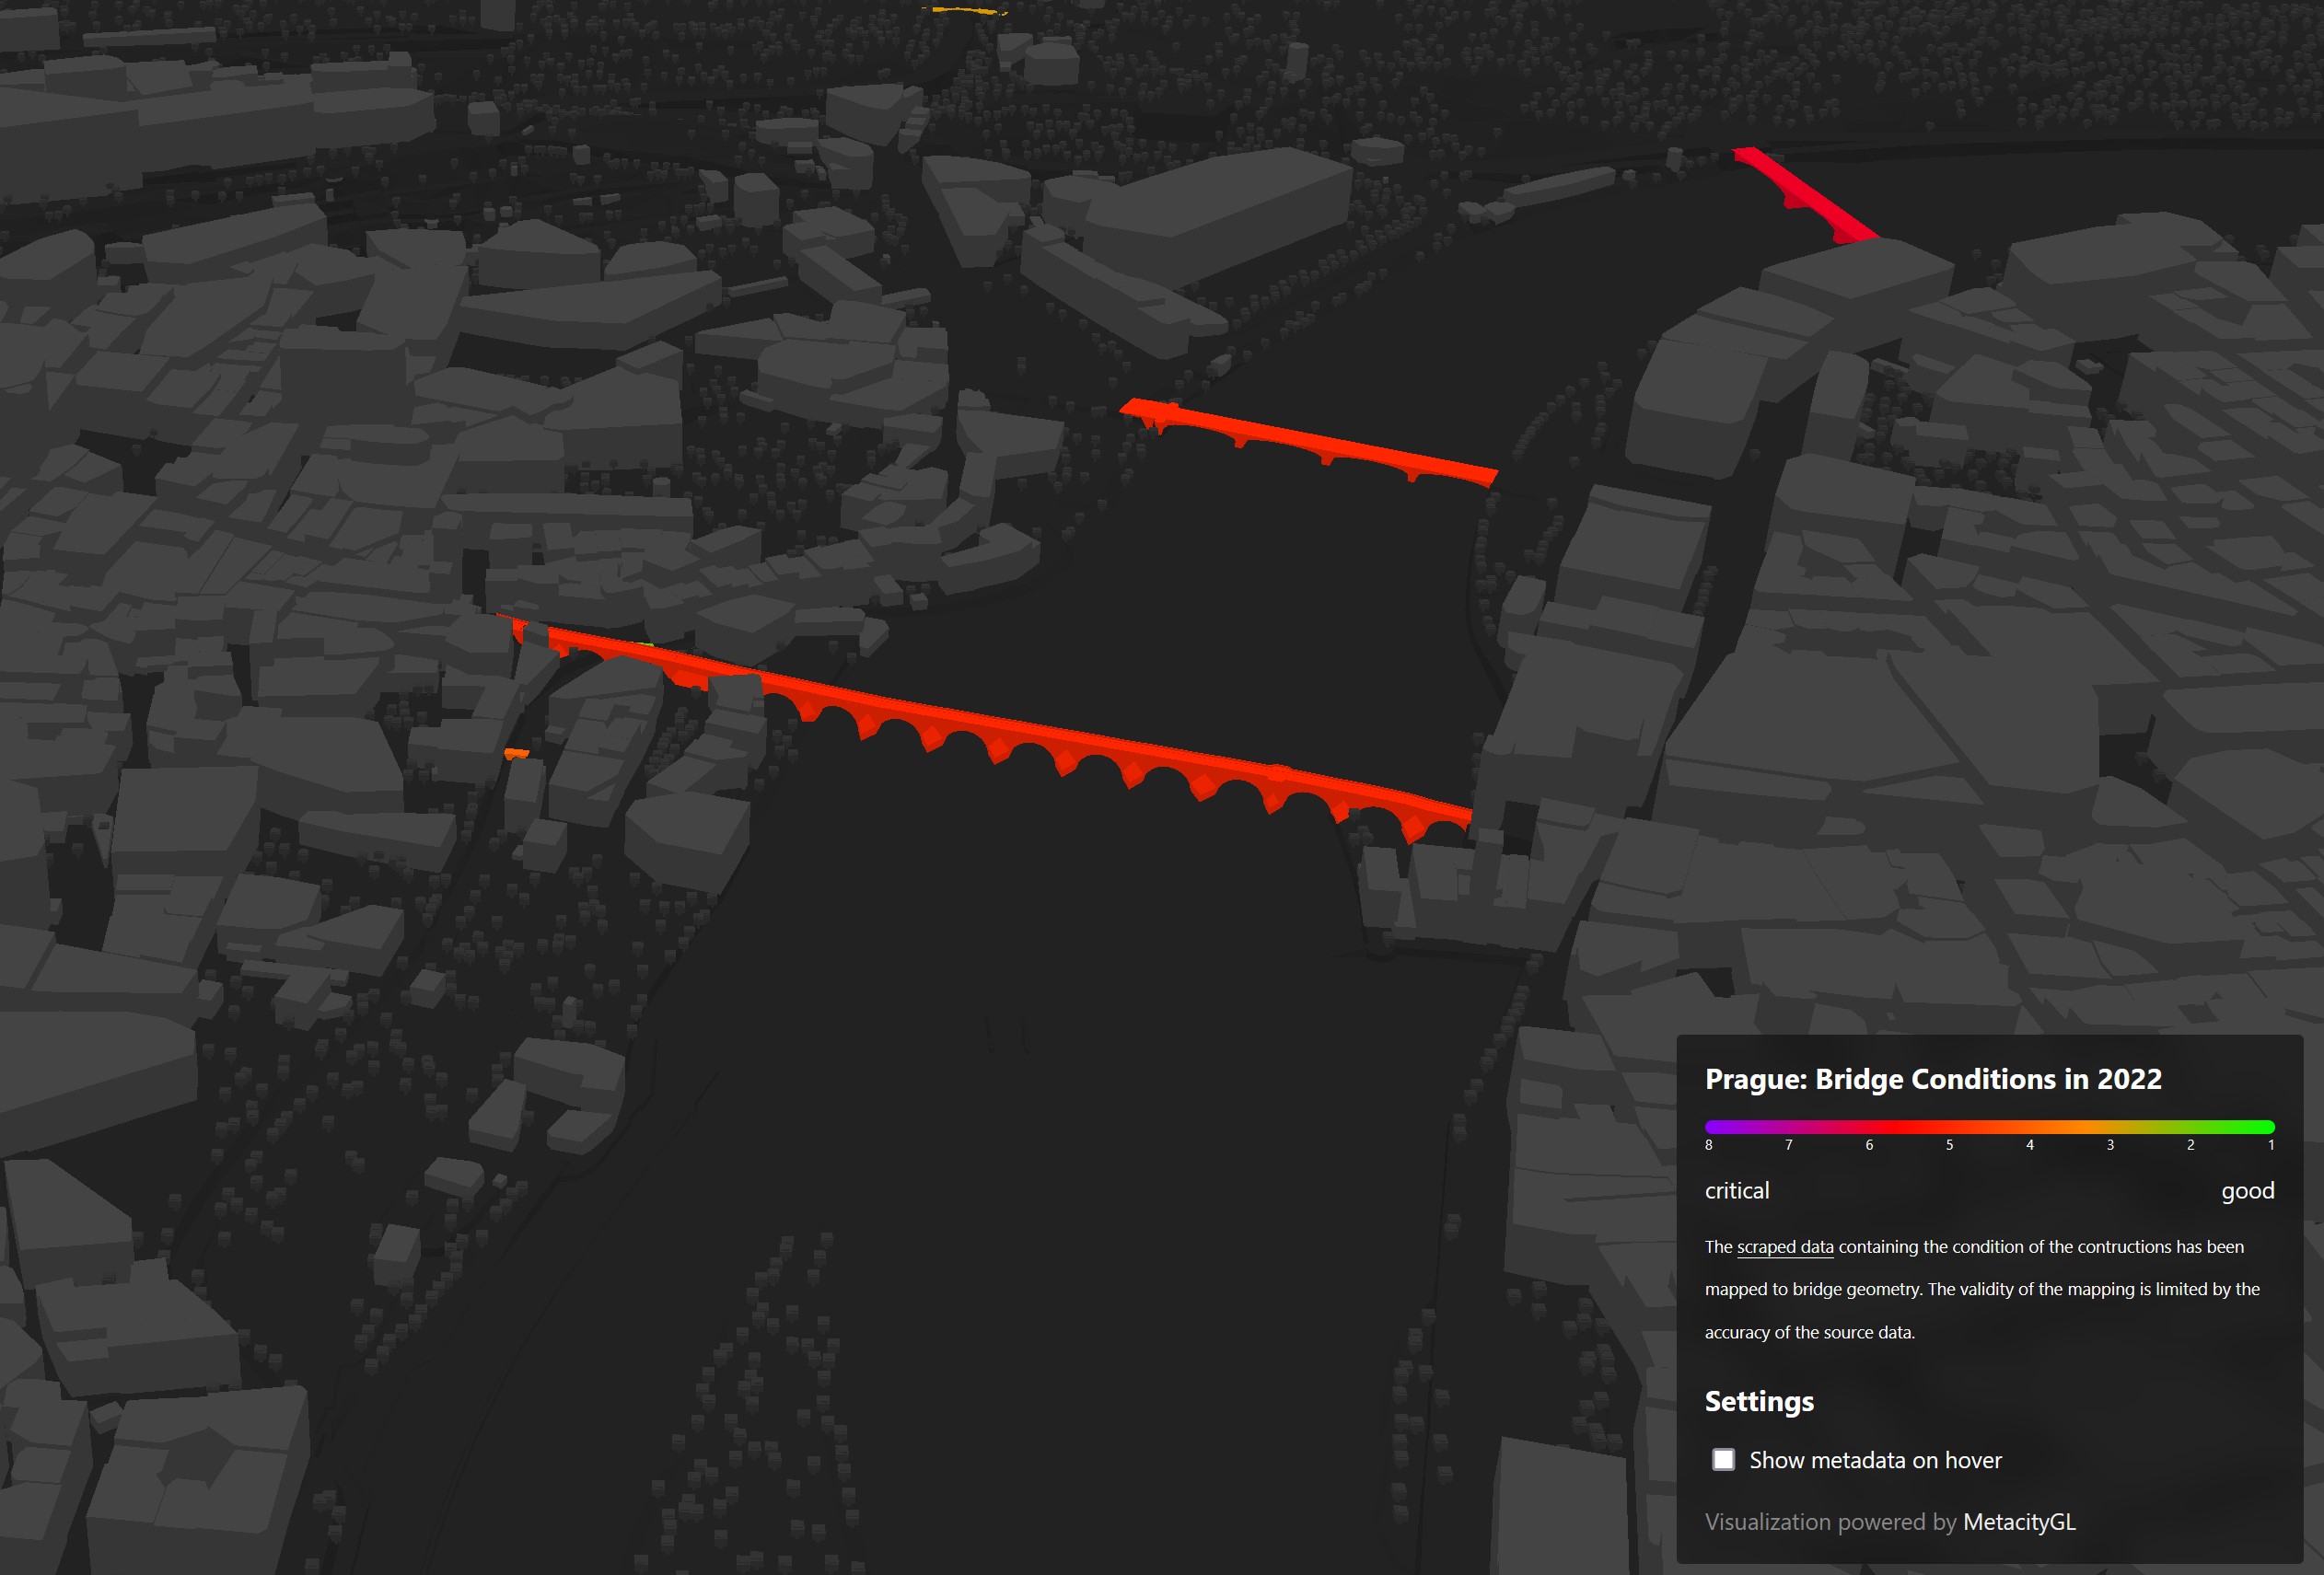 Prague: Bridge Conditions in 2022
8 7 6 5 4 3 2 1
critical good
The scraped data containing the condition of the contructions has been
mapped to bridge geometry. The validity of the mapping is limited by the
accuracy of the source data.
Settings
Show metadata on hover
Visualization powered by MetacityGL